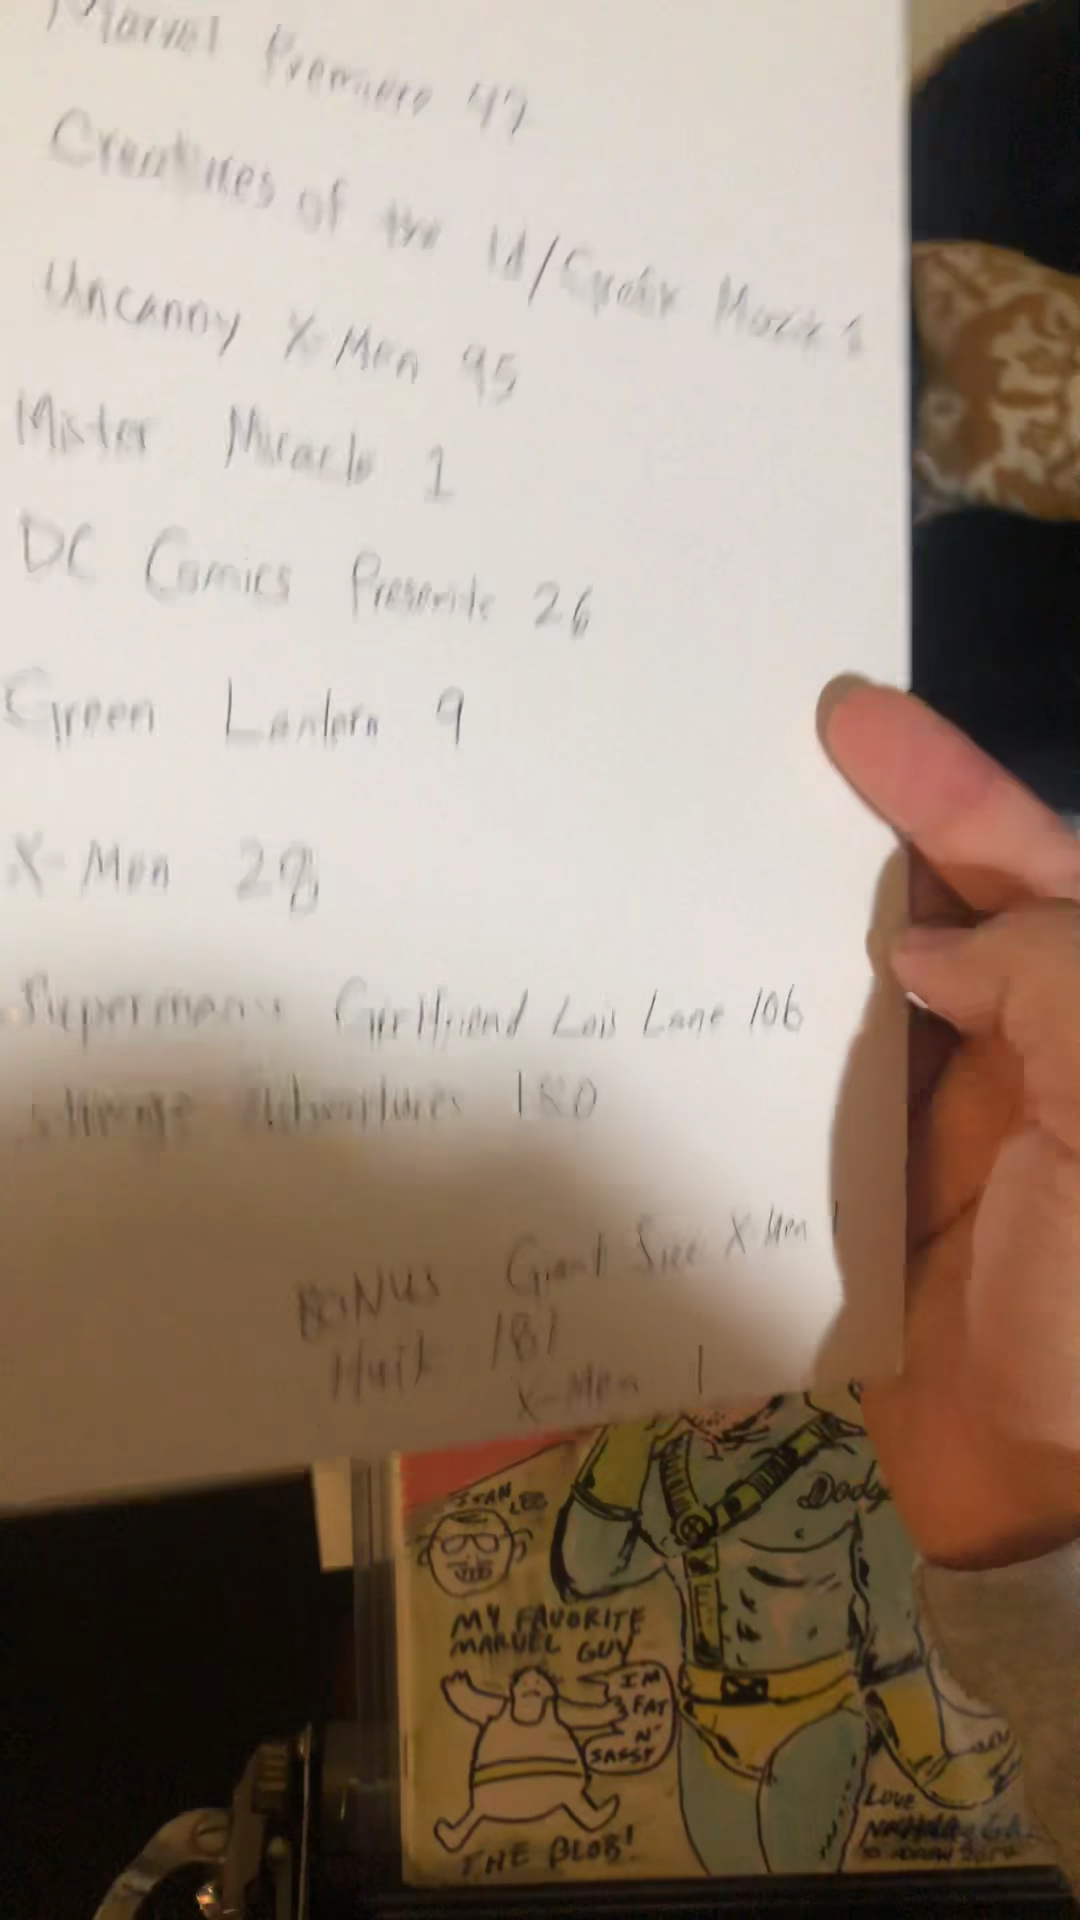 Marvel Premiere 47
Creatures of the Id/ 1
Uncanny X-Men 95
Mister Miracle 1
DC Comics Presents 26
Green Lantern 9
X-Men 28
Superman's Girlfriend Lois Lane 106
Strange Adventures 180
BONUS Giant Size X-Men 1
Hulk 181
X-Men 1
Dodge
STAN LEE
MY FAVORITE
MARVEL GUY
I'M
FAT
N'
SASSY
THE BLOB!
LOVE